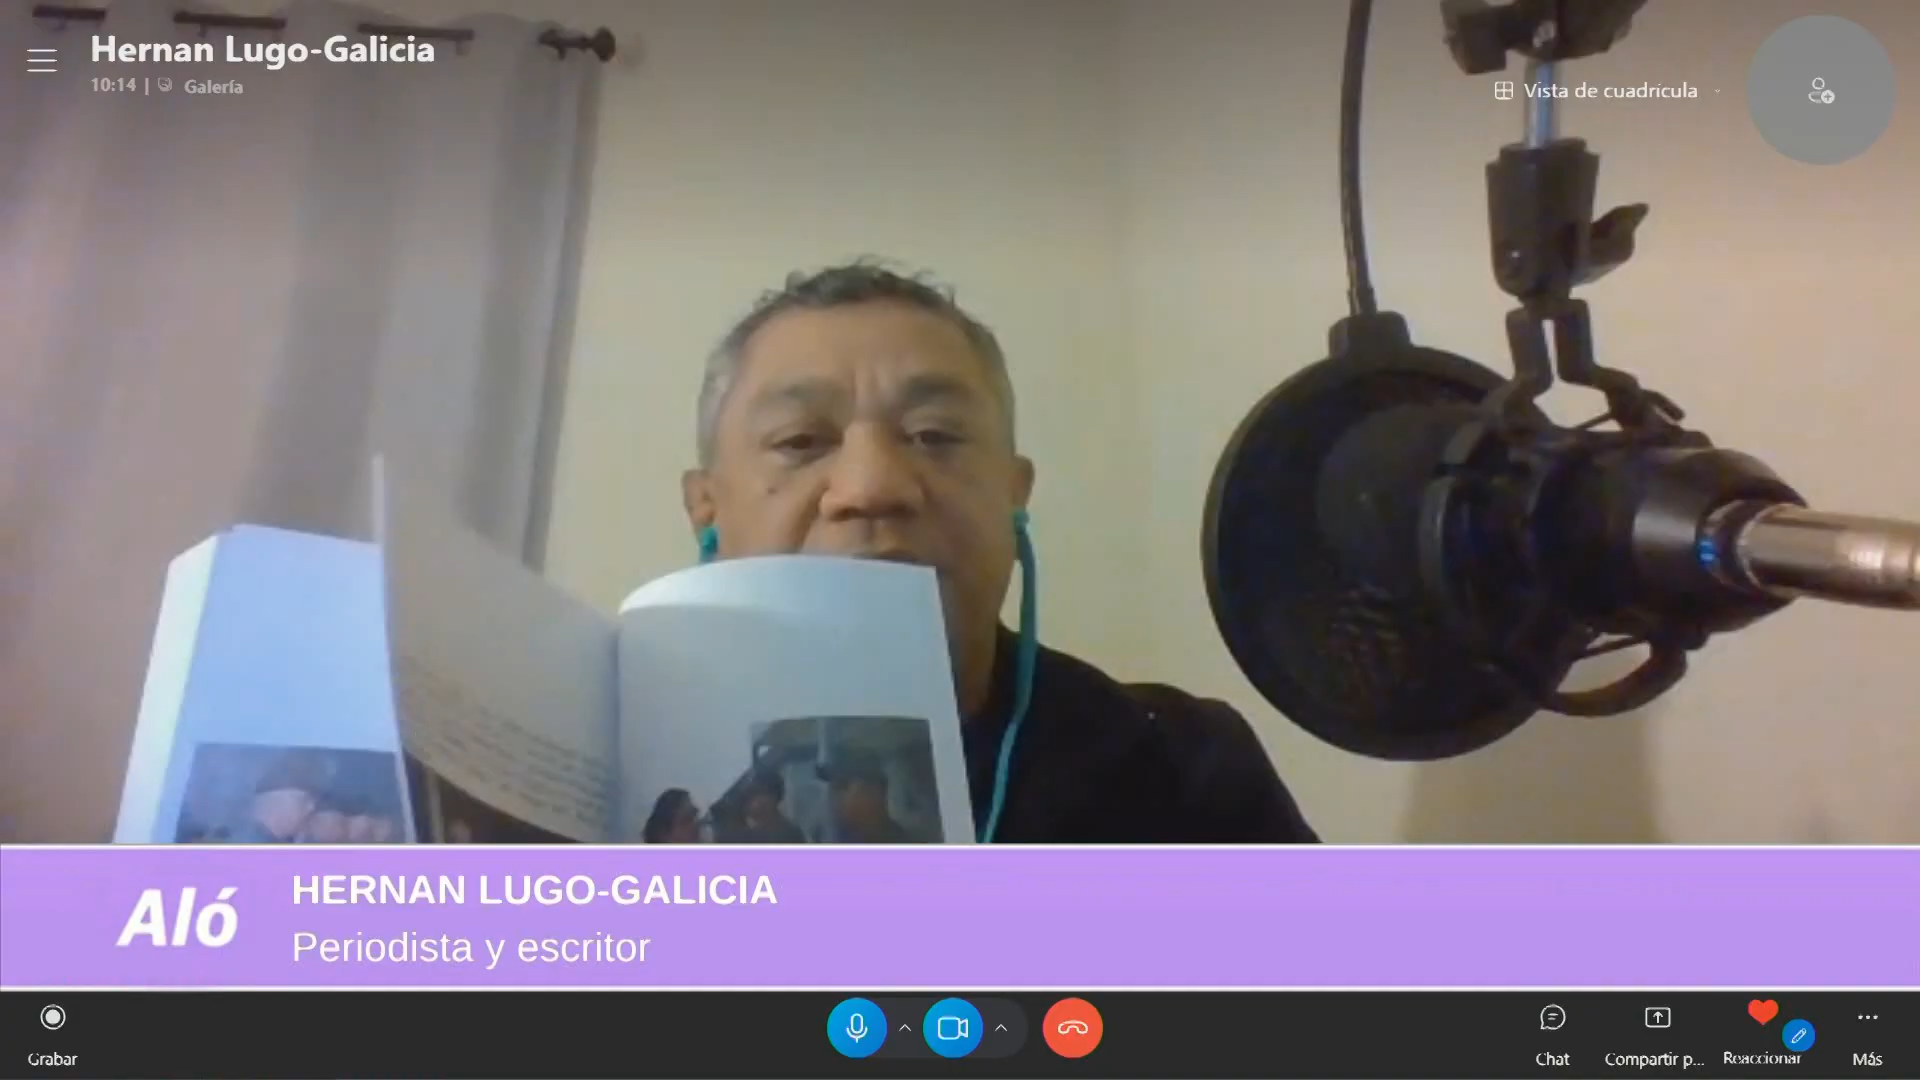 Hernan Lugo-Galicia
10:14 | Galería
Vista de cuadrícula
Aló
HERNAN LUGO-GALICIA
Periodista y escritor
Grabar
Chat
Compartir p...
Reaccionar
Más